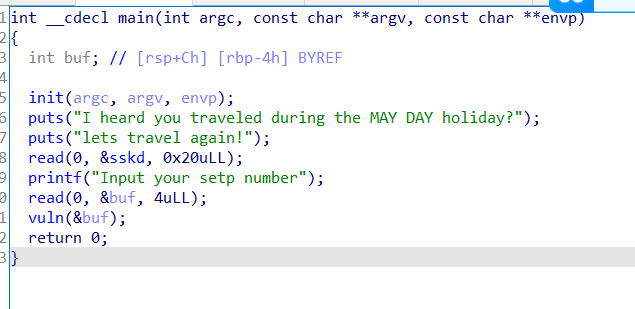 1 int __cdecl main(int argc, const char **argv, const char **envp)
2 {
3   int buf; // [rsp+Ch] [rbp-4h] BYREF
4
5   init(argc, argv, envp);
6   puts("I heard you traveled during the MAY DAY holiday?");
7   puts("lets travel again!");
8   read(0, &sskd, 0x20uLL);
9   printf("Input your setp number");
0   read(0, &buf, 4uLL);
1   vuln(&buf);
2   return 0;
3 }